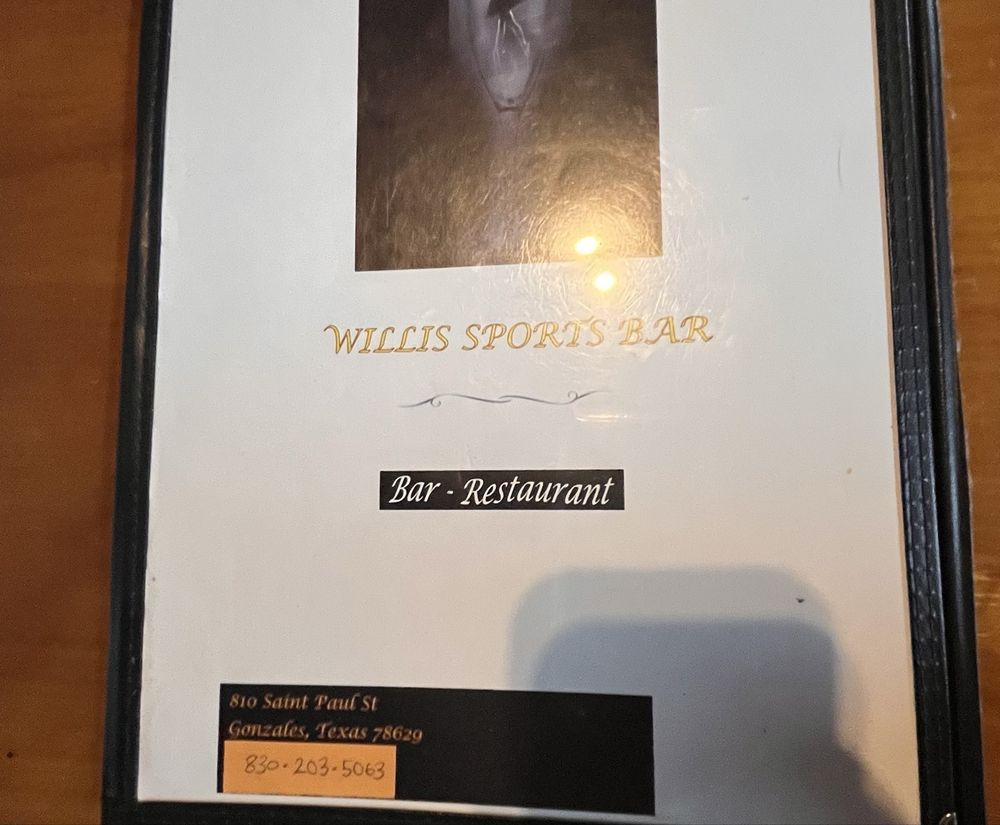 WILLIS SPORTS BAR
Bar - Restaurant
810 Saint Paul St
Gonzales, Texas 78629
830-203-5063